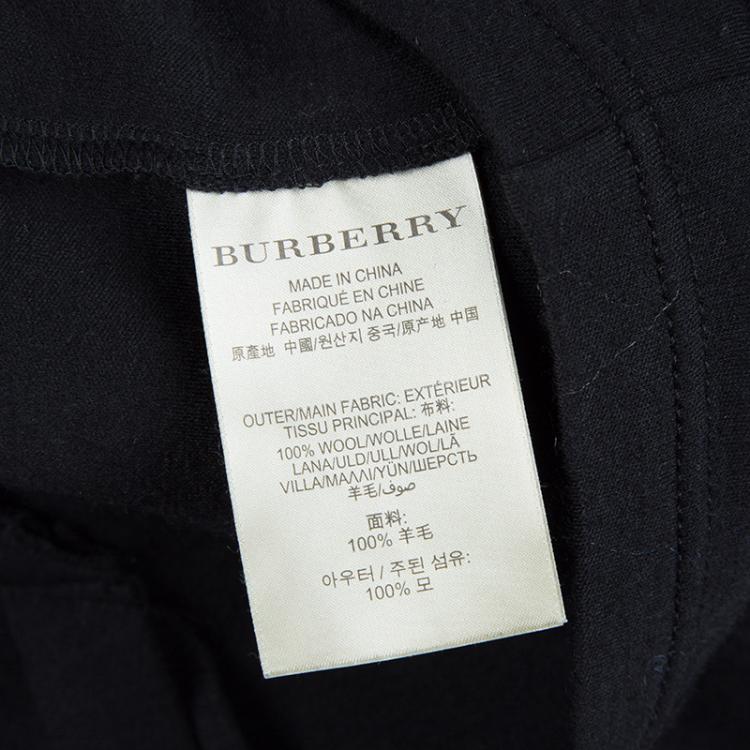 BURBERRY
MADE IN CHINA
FABRIQUÉ EN CHINE
FABRICADO NA CHINA
原產地 中國/원산지 중국/原产地 中国
OUTER/MAIN FABRIC: EXTÉRIEUR
TISSU PRINCIPAL: 布料:
100% WOOL/WOLLE/LAINE
LANA/ULD/ULL/WOL/LÃ
VILLA/ΜΑΛΛΙ/YÜN/ШЕРСТЬ
羊毛/صوف
面料:
100% 羊毛
아우터 / 주된 섬유:
100% 모